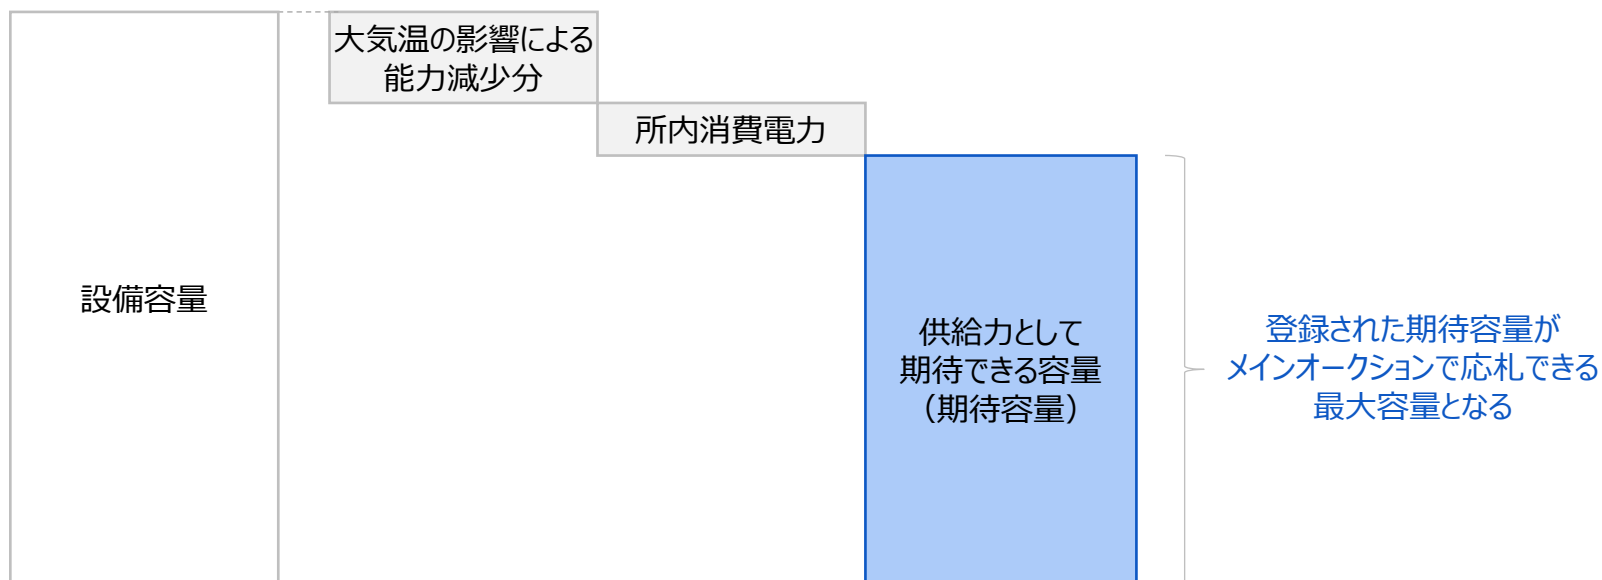 大気温の影響による
能力減少分
所内消費電力
設備容量
供給力として
期待できる容量
（期待容量）
登録された期待容量が
メインオークションで応札できる
最大容量となる